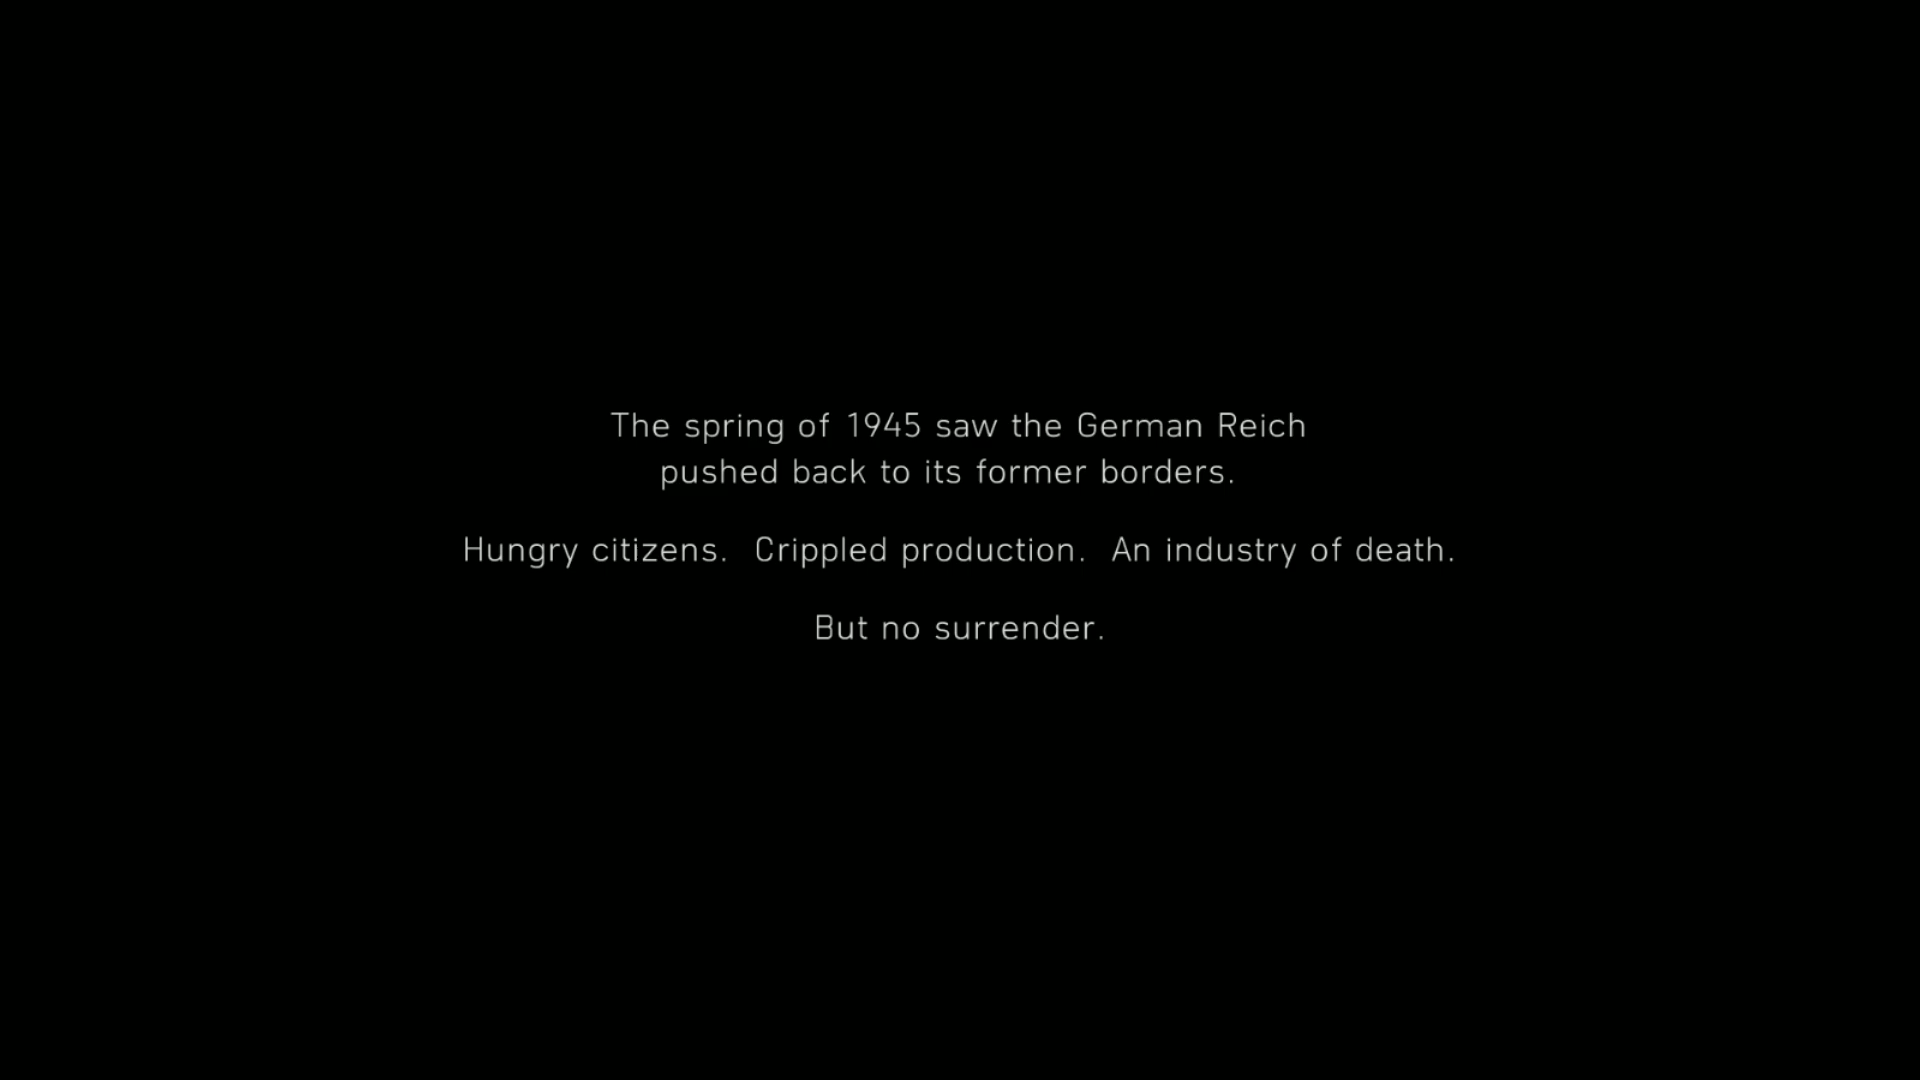 The spring of 1945 saw the German Reich
pushed back to its former borders.
Hungry citizens. Crippled production. An industry of death.
But no surrender.